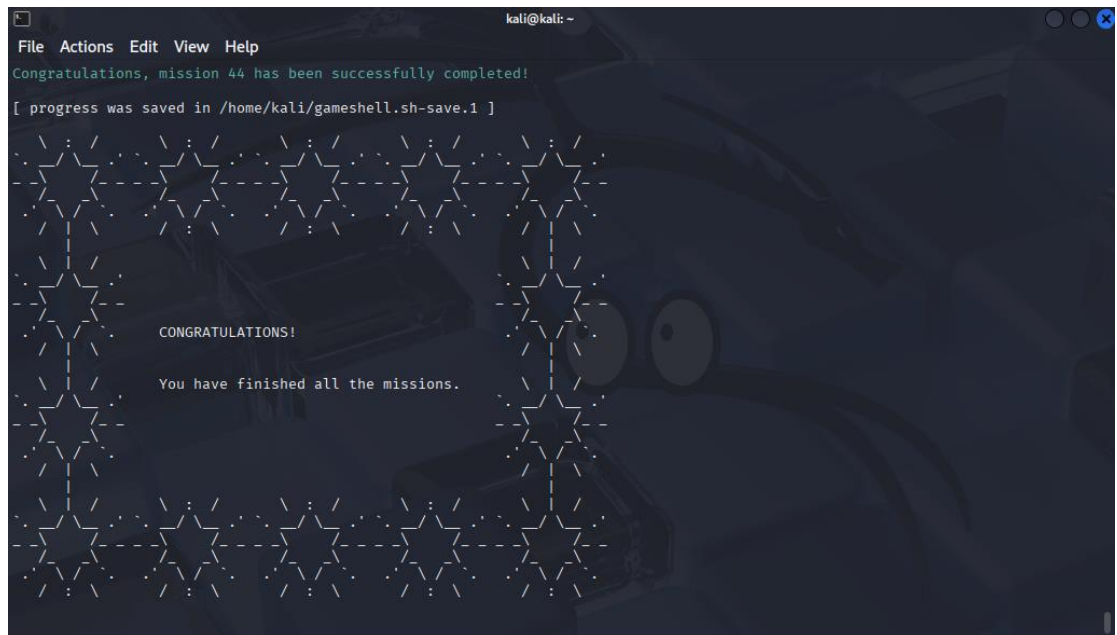 kali@kali: ~
File Actions Edit View Help
Congratulations, mission 44 has been successfully completed!
[ progress was saved in /home/kali/gameshell.sh-save.1 ]
CONGRATULATIONS!
You have finished all the missions.